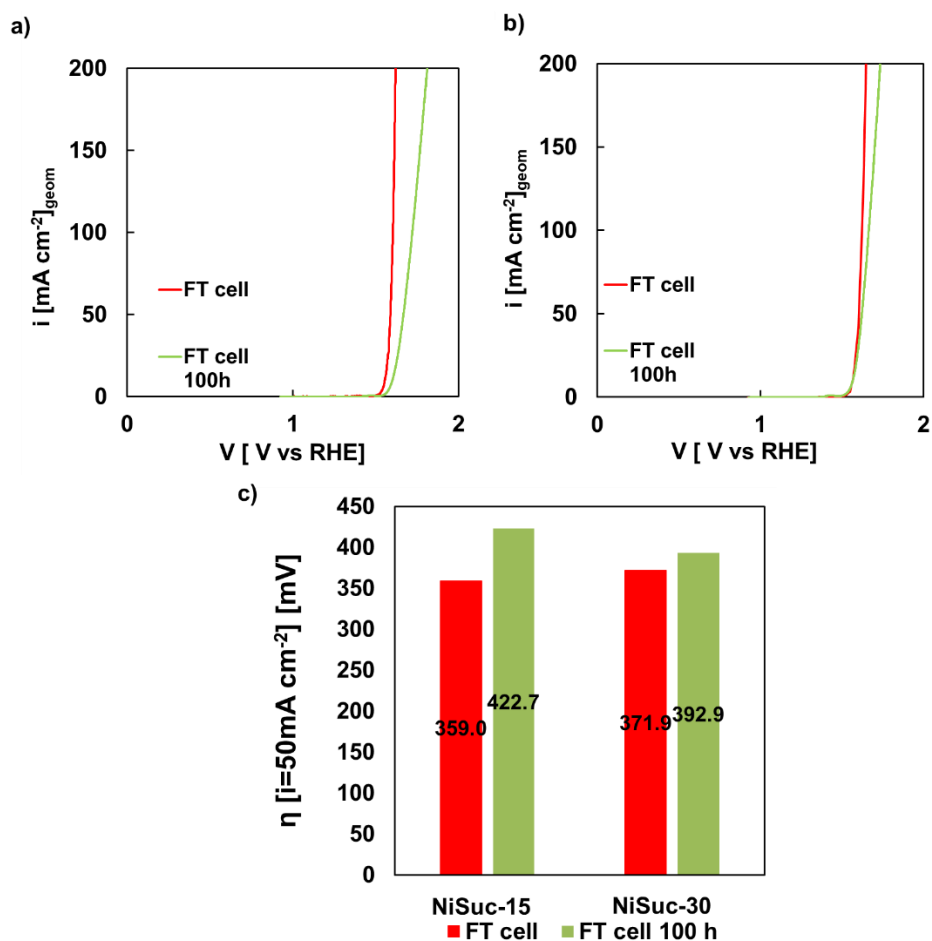 a)
200
150
100
50
0
i [mA cm-2]geom
FT cell
FT cell
100h
0
1
2
V [ V vs RHE]
b)
200
150
100
50
0
i [mA cm-2]geom
FT cell
FT cell
100h
0
1
2
V [ V vs RHE]
c)
450
400
350
300
250
200
150
100
50
0
η [i=50mA cm-2] [mV]
359.0
422.7
371.9
392.9
NiSuc-15
NiSuc-30
FT cell
FT cell 100 h